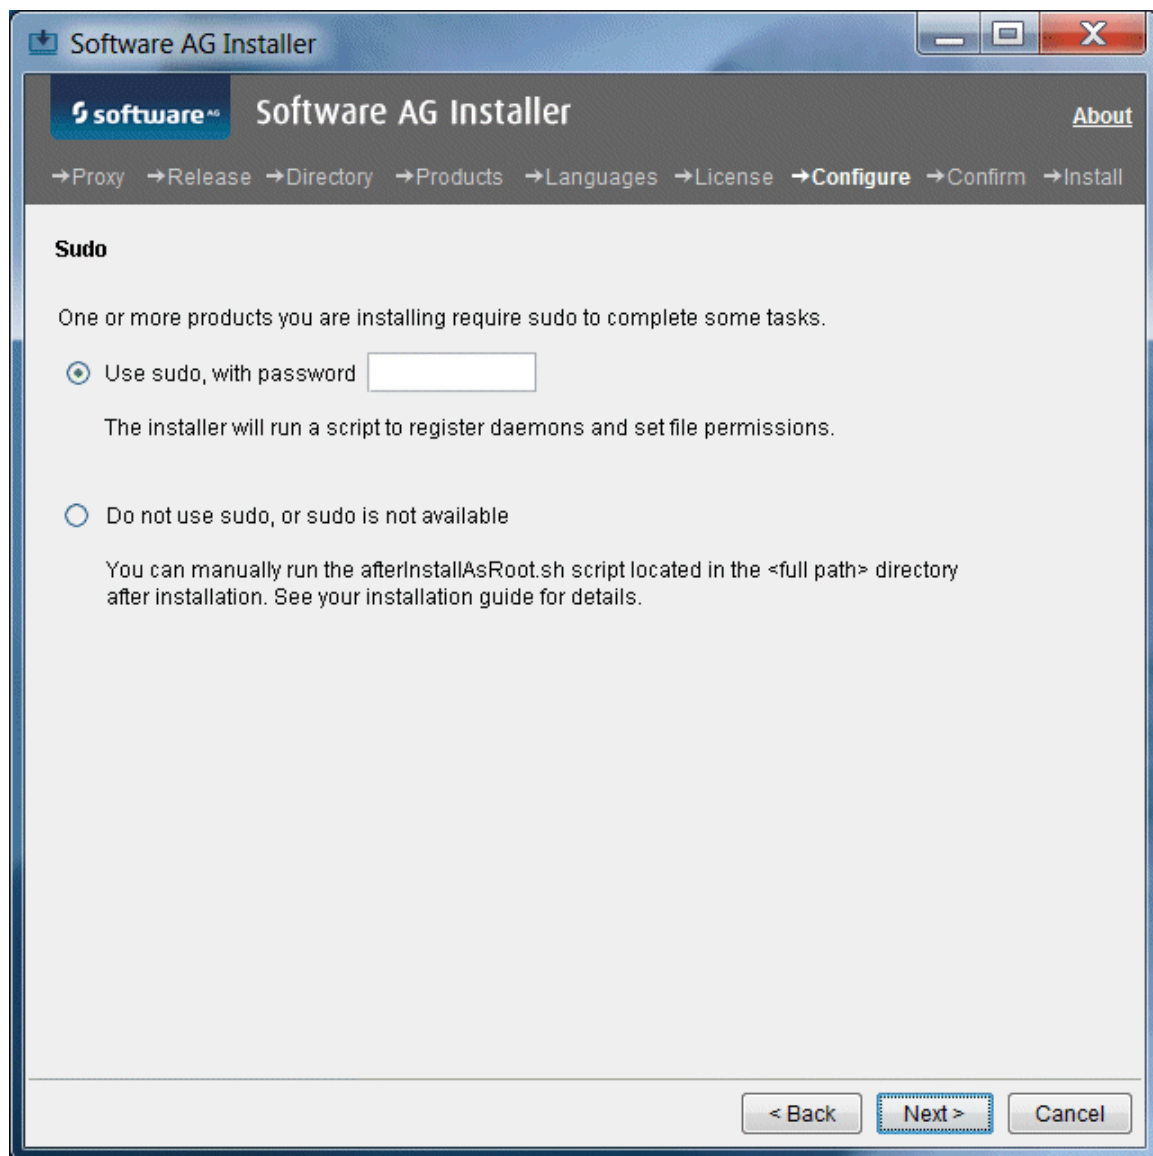 Software AG Installer
software AG Software AG Installer About
→Proxy →Release →Directory →Products →Languages →License →Configure →Confirm →Install
Sudo
One or more products you are installing require sudo to complete some tasks.
Use sudo, with password
The installer will run a script to register daemons and set file permissions.
Do not use sudo, or sudo is not available
You can manually run the afterInstallAsRoot.sh script located in the <full path> directory
after installation. See your installation guide for details.
< Back Next > Cancel